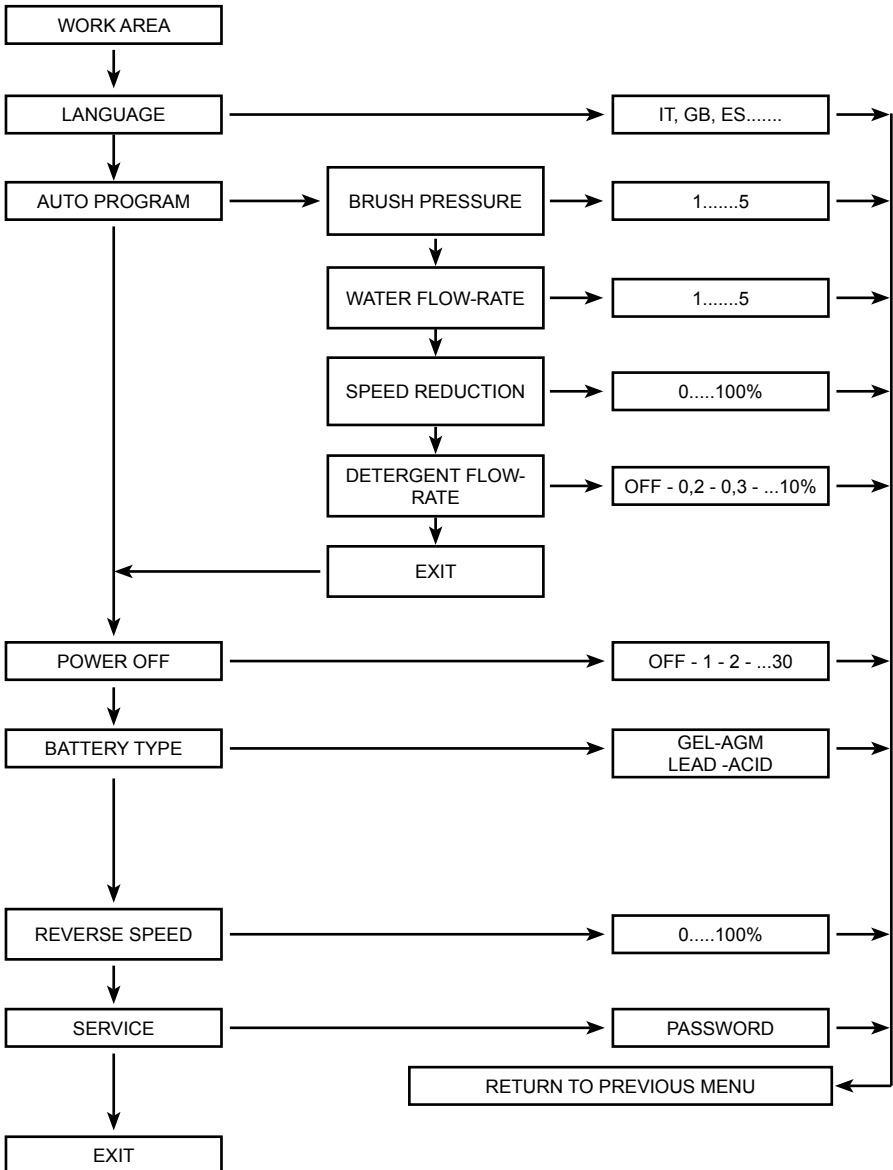 WORK AREA
LANGUAGE
IT, GB, ES.......
AUTO PROGRAM
BRUSH PRESSURE
1.......5
WATER FLOW-RATE
1.......5
SPEED REDUCTION
0.....100%
DETERGENT FLOW-
RATE
OFF - 0,2 - 0,3 - ...10%
EXIT
POWER OFF
OFF - 1 - 2 - ...30
BATTERY TYPE
GEL-AGM
LEAD -ACID
REVERSE SPEED
0.....100%
SERVICE
PASSWORD
RETURN TO PREVIOUS MENU
EXIT